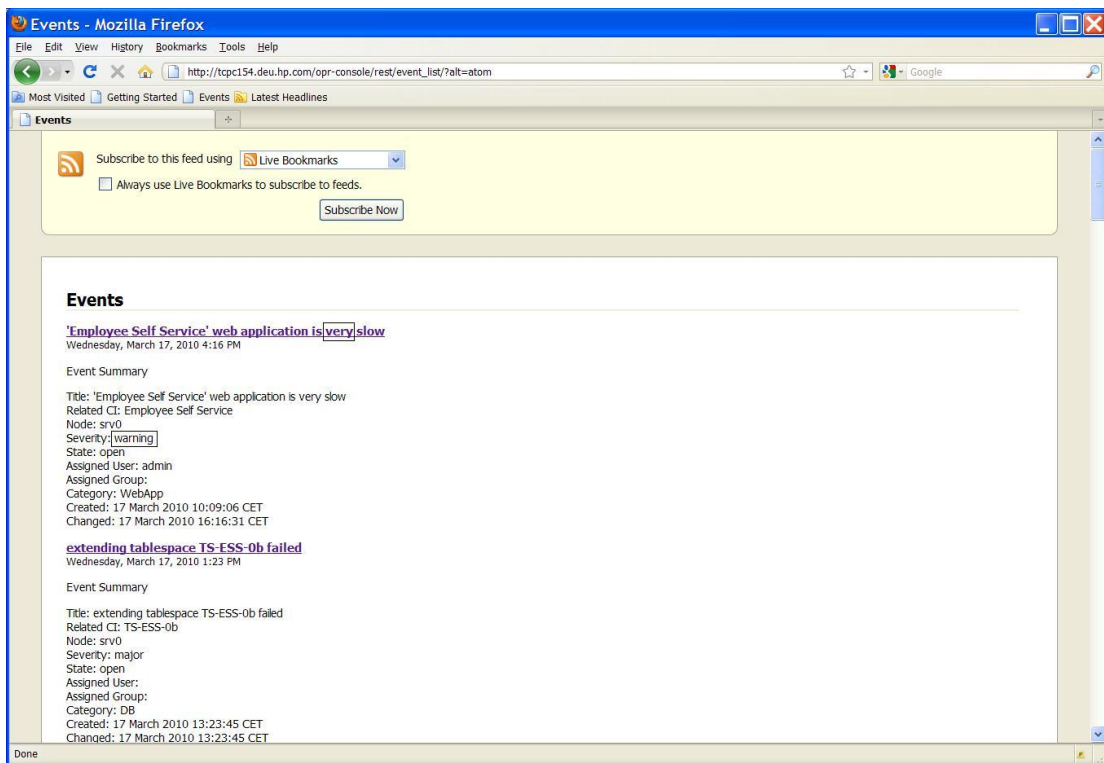 Events - Mozilla Firefox
File Edit View History Bookmarks Tools Help
http://tcpc154.deu.hp.com/opr-console/rest/event_list/?alt=atom Google
Most Visited Getting Started Events Latest Headlines
Events
Subscribe to this feed using Live Bookmarks
Always use Live Bookmarks to subscribe to feeds.
Subscribe Now
Events
'Employee Self Service' web application is very slow
Wednesday, March 17, 2010 4:16 PM
Event Summary
Title: 'Employee Self Service' web application is very slow
Related CI: Employee Self Service
Node: srv0
Severity: warning
State: open
Assigned User: admin
Assigned Group:
Category: WebApp
Created: 17 March 2010 10:09:06 CET
Changed: 17 March 2010 16:16:31 CET
extending tablespace TS-ESS-0b failed
Wednesday, March 17, 2010 1:23 PM
Event Summary
Title: extending tablespace TS-ESS-0b failed
Related CI: TS-ESS-0b
Node: srv0
Severity: major
State: open
Assigned User:
Assigned Group:
Category: DB
Created: 17 March 2010 13:23:45 CET
Changed: 17 March 2010 13:23:45 CET
Done